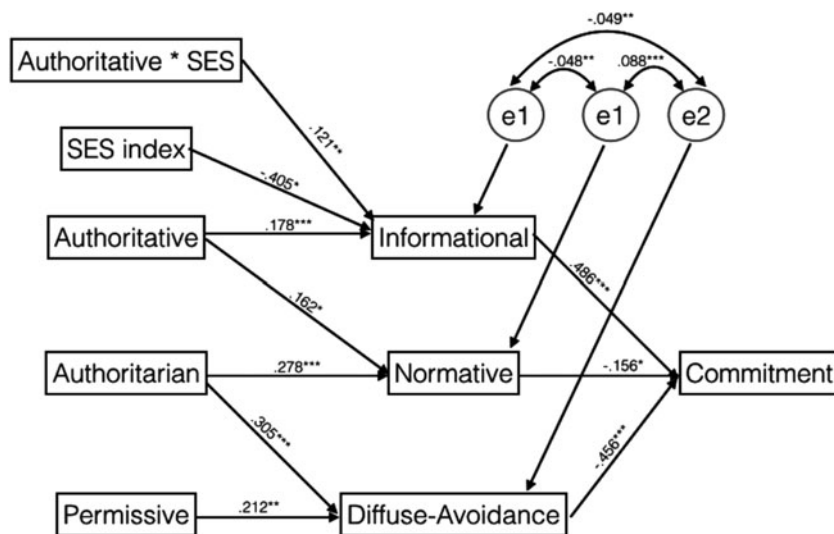 -.049**
Authoritative * SES
-.048**
.088***
e1
e1
e2
.121**
SES index
-.405*
Authoritative
.178***
Informational
.486***
.162*
Authoritarian
.278***
Normative
-.156*
Commitment
.305***
-.456***
Permissive
.212**
Diffuse-Avoidance